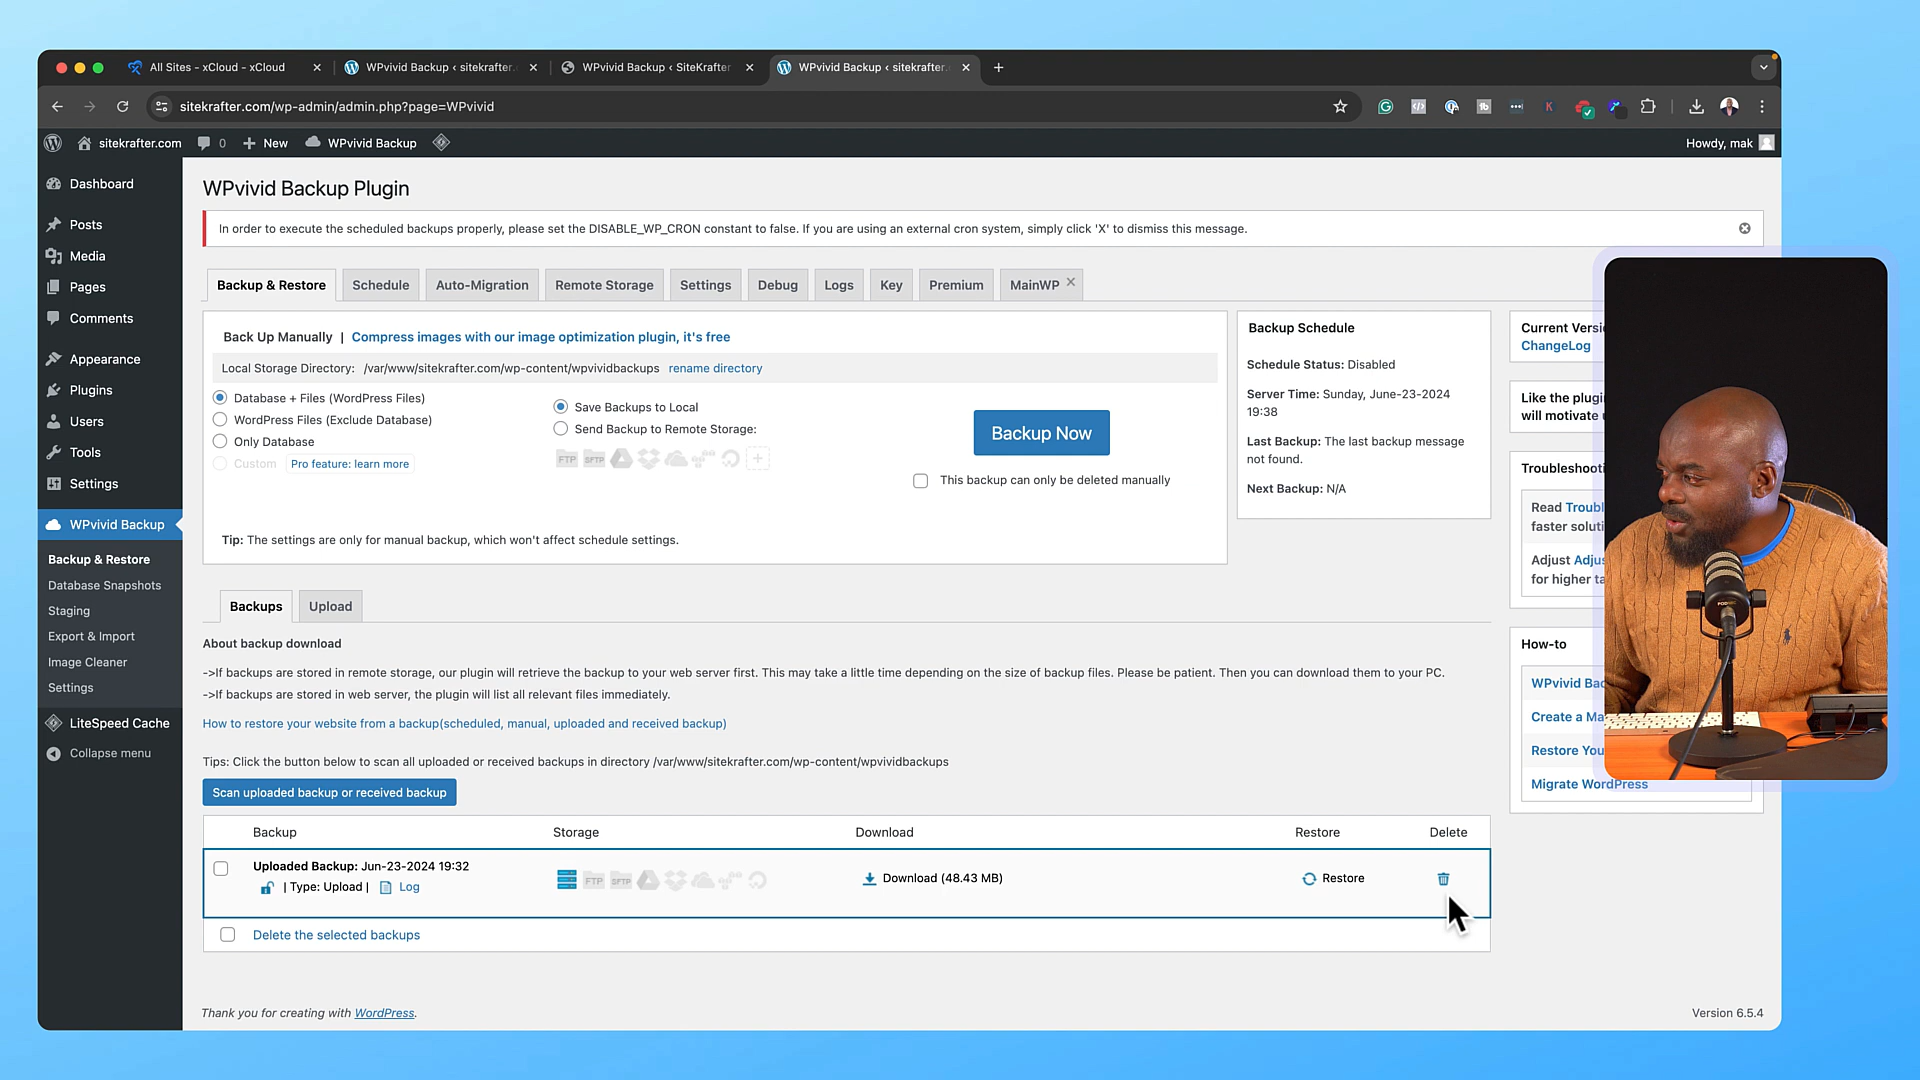 All Sites - xCloud - xCloud
WPvivid Backup ‹ sitekrafter.
WPvivid Backup ‹ SiteKrafter
WPvivid Backup ‹ sitekrafter.
sitekrafter.com/wp-admin/admin.php?page=WPvivid
sitekrafter.com
0
New
WPvivid Backup
Howdy, mak
Dashboard
Posts
Media
Pages
Comments
Appearance
Plugins
Users
Tools
Settings
WPvivid Backup
Backup & Restore
Database Snapshots
Staging
Export & Import
Image Cleaner
Settings
LiteSpeed Cache
Collapse menu
WPvivid Backup Plugin
In order to execute the scheduled backups properly, please set the DISABLE_WP_CRON constant to false. If you are using an external cron system, simply click 'X' to dismiss this message.
Backup & Restore
Schedule
Auto-Migration
Remote Storage
Settings
Debug
Logs
Key
Premium
MainWP
Back Up Manually | Compress images with our image optimization plugin, it's free
Local Storage Directory: /var/www/sitekrafter.com/wp-content/wpvividbackups rename directory
Database + Files (WordPress Files)
WordPress Files (Exclude Database)
Only Database
Custom Pro feature: learn more
Save Backups to Local
Send Backup to Remote Storage:
FTP SFTP
Backup Now
This backup can only be deleted manually
Tip: The settings are only for manual backup, which won't affect schedule settings.
Backup Schedule
Schedule Status: Disabled
Server Time: Sunday, June-23-2024
19:38
Last Backup: The last backup message
not found.
Next Backup: N/A
Current Versi
ChangeLog
Like the plugi
will motivate
Troubleshooti
Read Troubl
faster soluti
Adjust Adjus
for higher ta
How-to
WPvivid Bac
Create a Ma
Restore You
Migrate WordPress
Backups
Upload
About backup download
->If backups are stored in remote storage, our plugin will retrieve the backup to your web server first. This may take a little time depending on the size of backup files. Please be patient. Then you can download them to your PC.
->If backups are stored in web server, the plugin will list all relevant files immediately.
How to restore your website from a backup(scheduled, manual, uploaded and received backup)
Tips: Click the button below to scan all uploaded or received backups in directory /var/www/sitekrafter.com/wp-content/wpvividbackups
Scan uploaded backup or received backup
Backup Storage Download Restore Delete
Uploaded Backup: Jun-23-2024 19:32
| Type: Upload | Log
FTP SFTP
Download (48.43 MB)
Restore
Delete the selected backups
Thank you for creating with WordPress.
Version 6.5.4